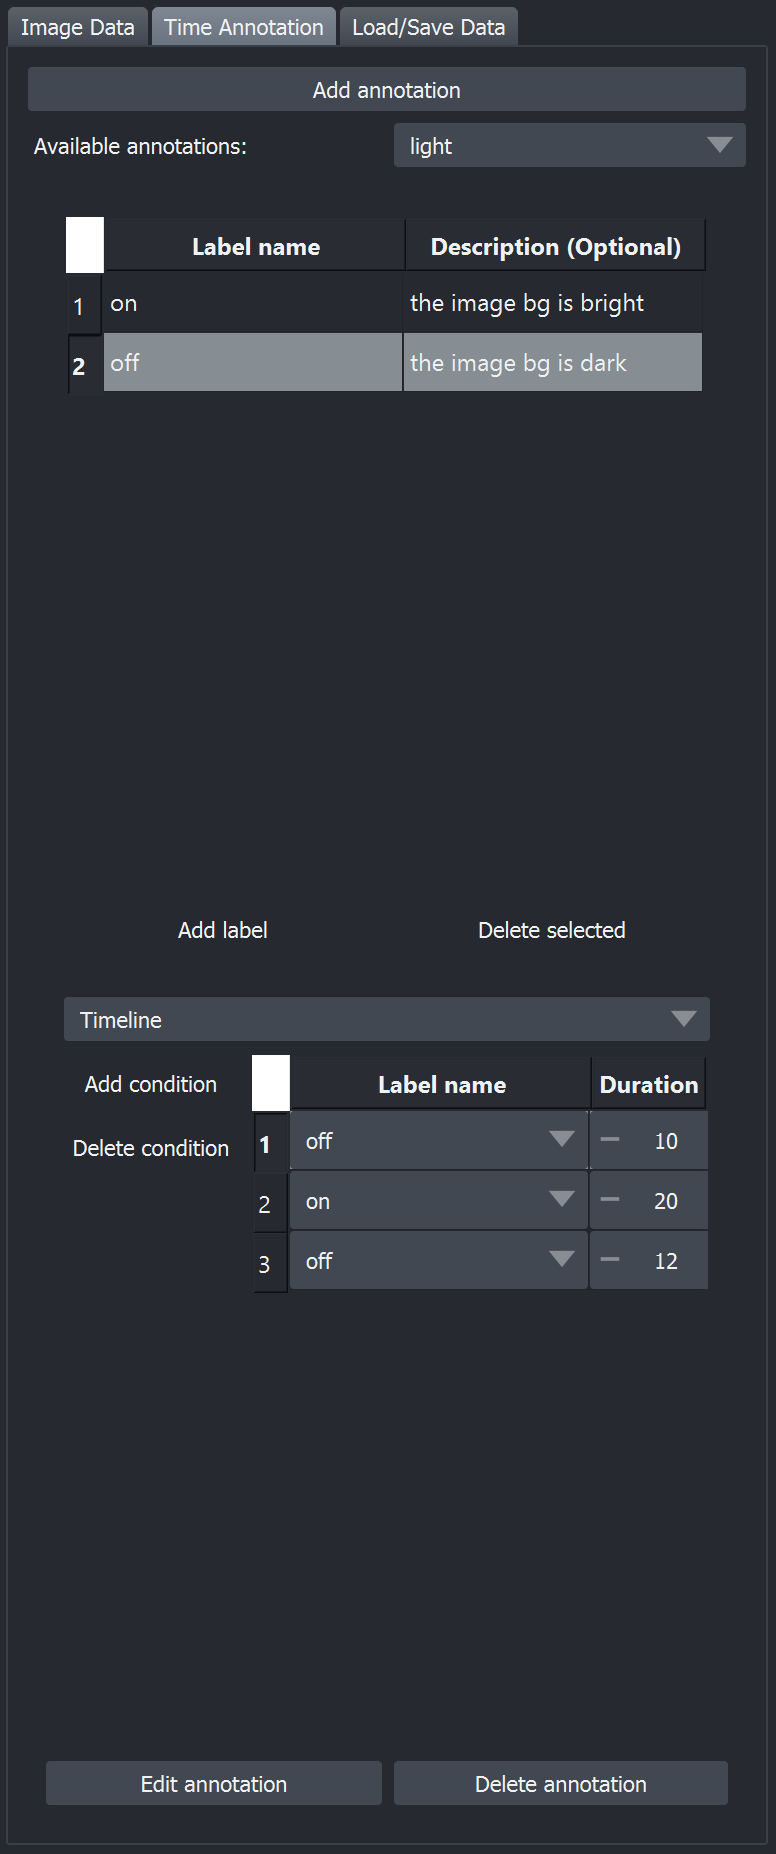 Image Data Time Annotation Load/Save Data
Add annotation
Available annotations: light
Label name Description (Optional)
1 on the image bg is bright
2 off the image bg is dark
Add label Delete selected
Timeline
Add condition Label name Duration
Delete condition 1 off − 10
2 on − 20
3 off − 12
Edit annotation Delete annotation